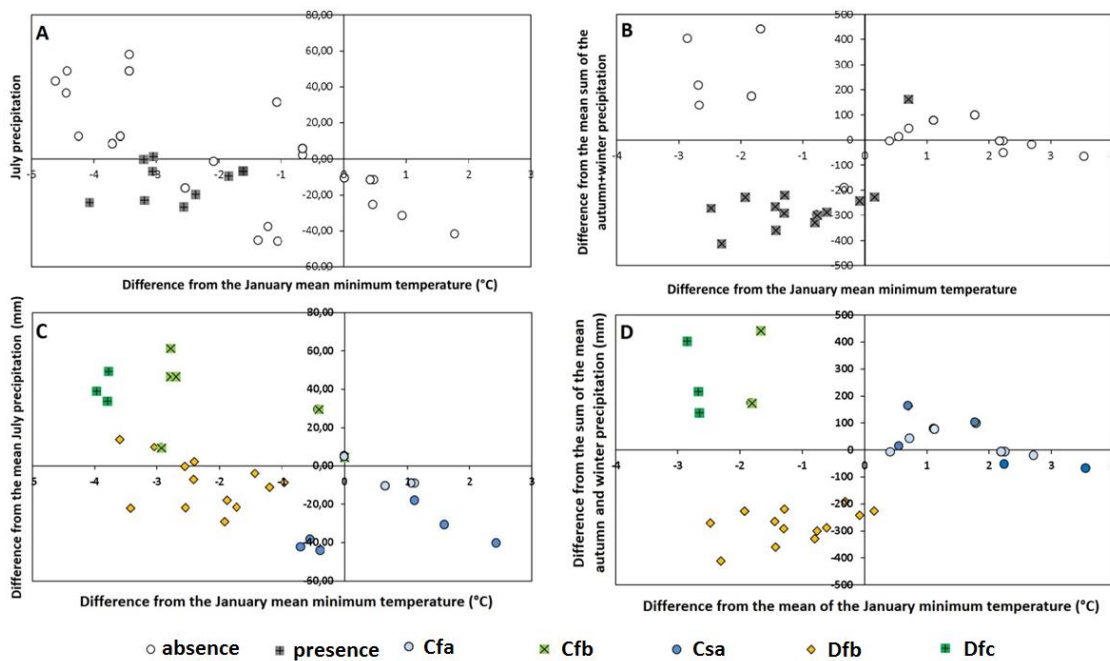 A
80,00
60,00
40,00
20,00
0,00
-20,00
-40,00
60,00
-5 -4 -3 -2 -1 0 1 2 3
July precipitation
Difference from the January mean minimum temperature (°C)
B
500
400
300
200
100
0
-100
-200
-300
-400
-500
-4 -3 -2 -1 0 1 2 3 4
Difference from the mean sum of the
autumn+winter precipitation
Difference from the January mean minimum temperature
C
80,00
60,00
40,00
20,00
0,00
-20,00
-40,00
60,00
-5 -4 -3 -2 -1 0 1 2 3
Difference from the mean July precipitation (mm)
Difference from the January mean minimum temperature (°C)
D
500
400
300
200
100
0
-100
-200
-300
-400
-500
-4 -3 -2 -1 0 1 2 3 4
Difference from the sum of the mean
autumn and winter precipitation (mm)
Difference from the mean of the January minimum temperature (°C)
absence presence Cfa Cfb Csa Dfb Dfc